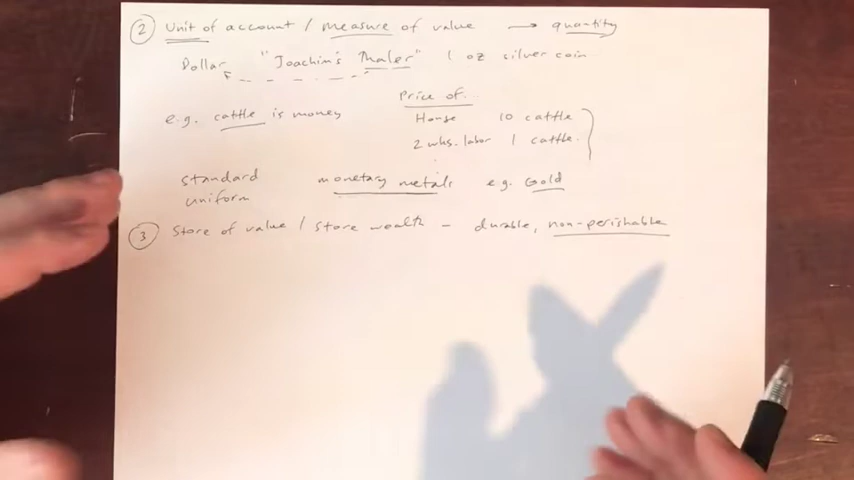 ② Unit of account / measure of value → quantity
Dollar "Joachim's Thaler" 1 oz silver coin
Price of...
e.g. cattle is money House 10 cattle
2 wks. labor 1 cattle.
standard monetary metals e.g. Gold
uniform
③ Store of value / store wealth - durable, non-perishable